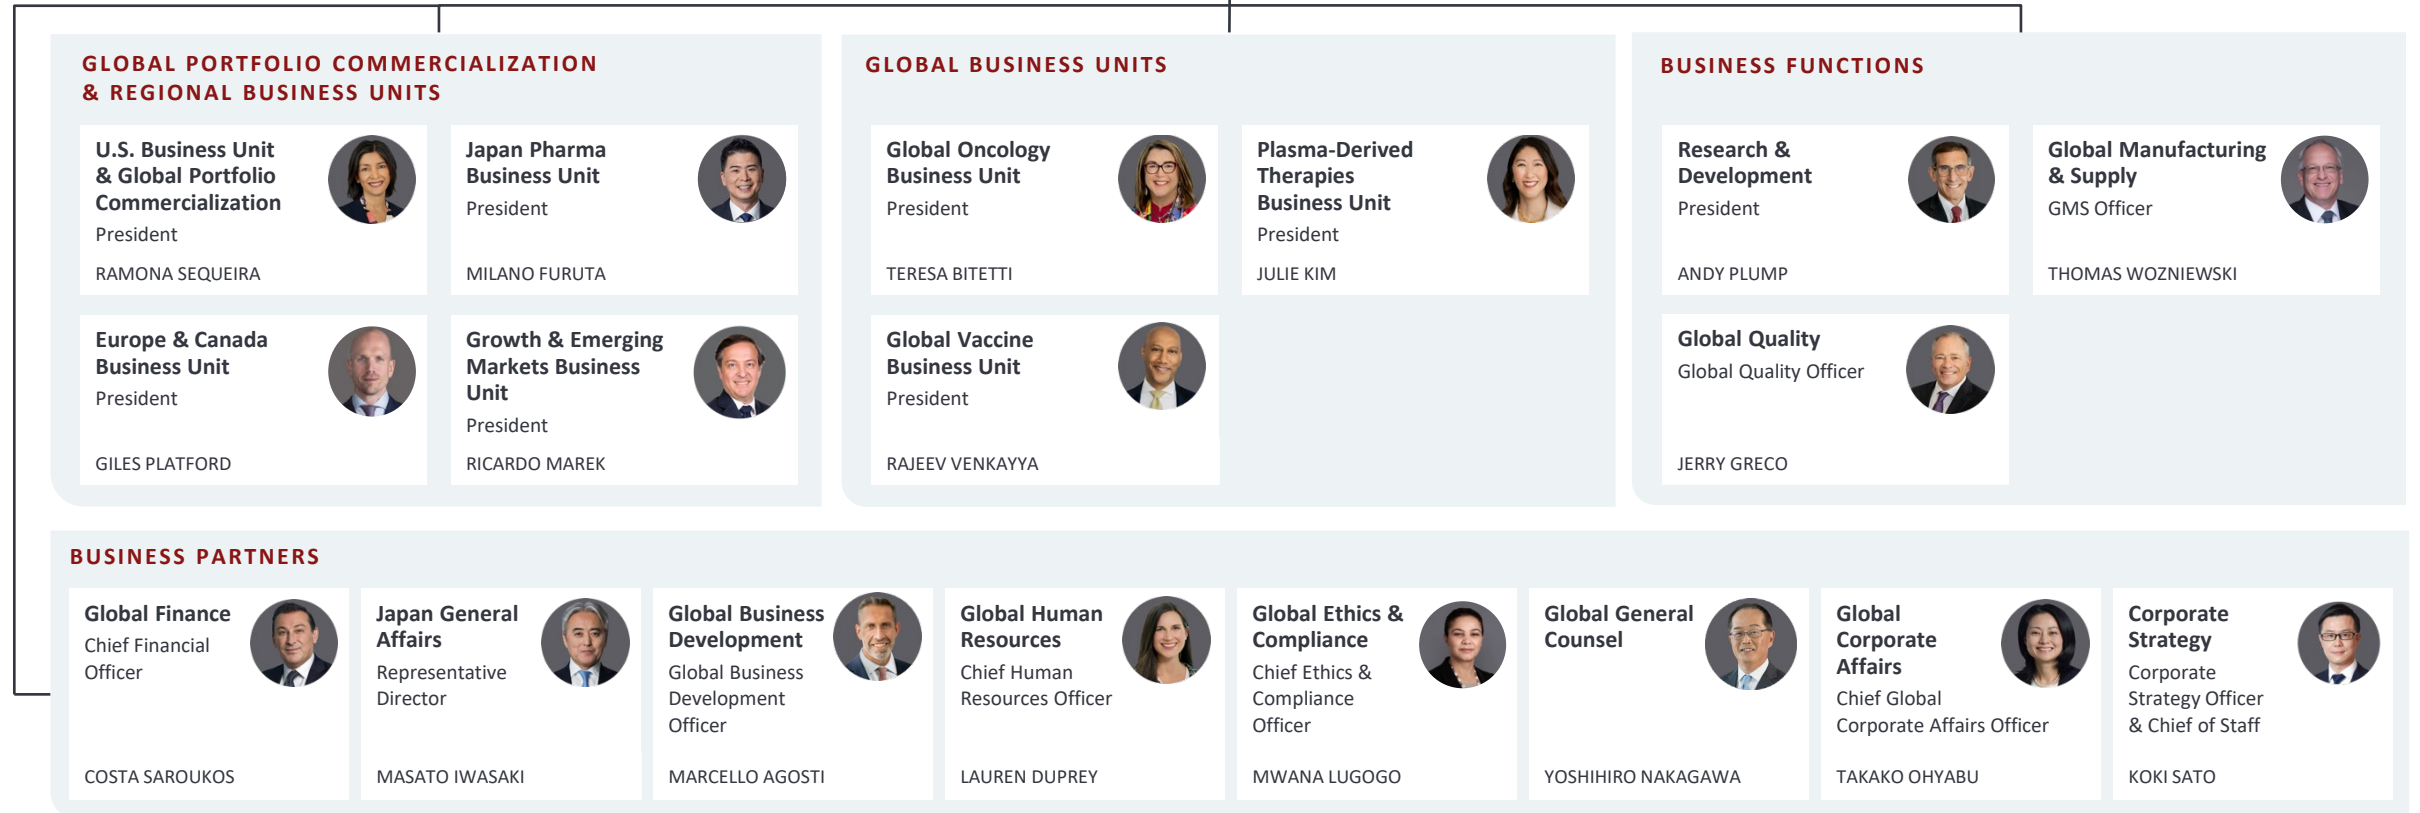 GLOBAL PORTFOLIO COMMERCIALIZATION
& REGIONAL BUSINESS UNITS
U.S. Business Unit
& Global Portfolio
Commercialization
President
RAMONA SEQUEIRA
Japan Pharma
Business Unit
President
MILANO FURUTA
Europe & Canada
Business Unit
President
GILES PLATFORD
Growth & Emerging
Markets Business
Unit
President
RICARDO MAREK
GLOBAL BUSINESS UNITS
Global Oncology
Business Unit
President
TERESA BITETTI
Plasma-Derived
Therapies
Business Unit
President
JULIE KIM
Global Vaccine
Business Unit
President
RAJEEV VENKAYYA
BUSINESS FUNCTIONS
Research &
Development
President
ANDY PLUMP
Global Manufacturing
& Supply
GMS Officer
THOMAS WOZNIEWSKI
Global Quality
Global Quality Officer
JERRY GRECO
BUSINESS PARTNERS
Global Finance
Chief Financial
Officer
COSTA SAROUKOS
Japan General
Affairs
Representative
Director
MASATO IWASAKI
Global Business
Development
Global Business
Development
Officer
MARCELLO AGOSTI
Global Human
Resources
Chief Human
Resources Officer
LAUREN DUPREY
Global Ethics &
Compliance
Chief Ethics &
Compliance
Officer
MWANA LUGOGO
Global General
Counsel
YOSHIHIRO NAKAGAWA
Global
Corporate
Affairs
Chief Global
Corporate Affairs Officer
TAKAKO OHYABU
Corporate
Strategy
Corporate
Strategy Officer
& Chief of Staff
KOKI SATO